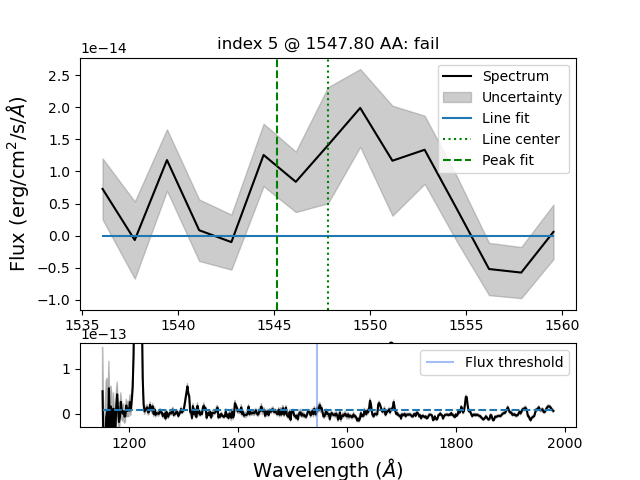 index 5 @ 1547.80 AA: fail
1e−14
2.5
2.0
1.5
1.0
0.5
0.0
−0.5
−1.0
Flux (erg/cm²/s/Å)
Spectrum
Uncertainty
Line fit
Line center
Peak fit
1535 1540 1545 1550 1555 1560
1e−13
1
0
Flux threshold
1200 1400 1600 1800 2000
Wavelength (Å)